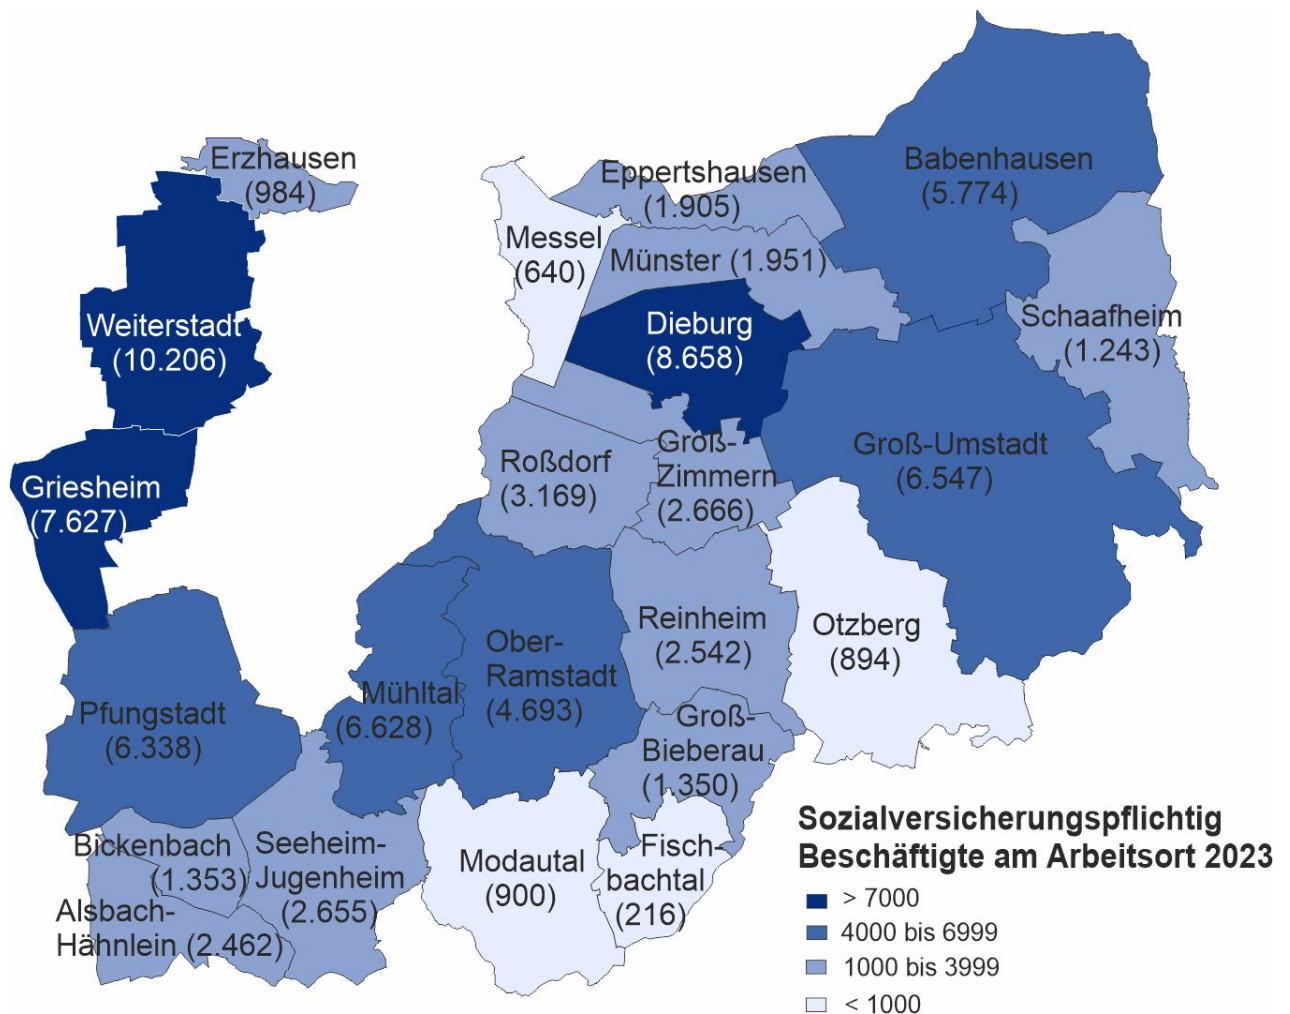 Erzhausen
(984)
Eppertshausen
(1.905)
Babenhausen
(5.774)
Messel
(640)
Münster (1.951)
Weiterstadt
(10.206)
Dieburg
(8.658)
Schaafheim
(1.243)
Griesheim
(7.627)
Roßdorf
(3.169)
Groß-
Zimmern
(2.666)
Groß-Umstadt
(6.547)
Reinheim
(2.542)
Otzberg
(894)
Ober-
Ramstadt
(4.693)
Mühltal
(6.628)
Pfungstadt
(6.338)
Groß-
Bieberau
(1.350)
Bickenbach
(1.353)
Seeheim-
Jugenheim
(2.655)
Modautal
(900)
Fisch-
bachtal
(216)
Alsbach-
Hähnlein (2.462)
Sozialversicherungspflichtig
Beschäftigte am Arbeitsort 2023
> 7000
4000 bis 6999
1000 bis 3999
< 1000